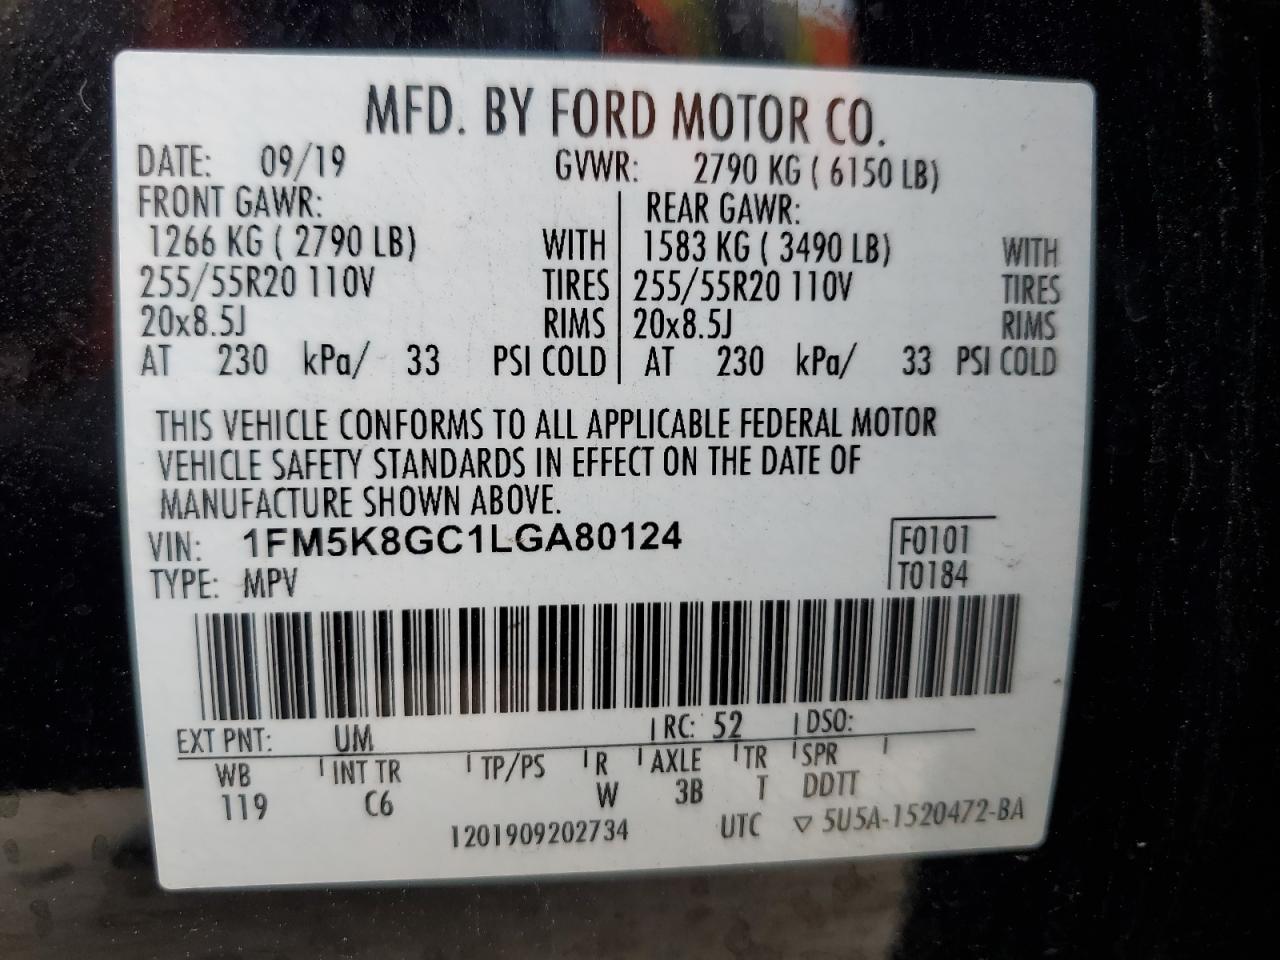 MFD. BY FORD MOTOR CO.
DATE: 09/19 GVWR: 2790 KG ( 6150 LB)
FRONT GAWR: REAR GAWR:
1266 KG ( 2790 LB) WITH 1583 KG ( 3490 LB) WITH
255/55R20 110V TIRES 255/55R20 110V TIRES
20x8.5J RIMS 20x8.5J RIMS
AT 230 kPa/ 33 PSI COLD AT 230 kPa/ 33 PSI COLD
THIS VEHICLE CONFORMS TO ALL APPLICABLE FEDERAL MOTOR
VEHICLE SAFETY STANDARDS IN EFFECT ON THE DATE OF
MANUFACTURE SHOWN ABOVE.
VIN: 1FM5K8GC1LGA80124 F0101
TYPE: MPV T0184
EXT PNT: UM RC: 52 DSO:
WB INT TR TP/PS R AXLE TR SPR
119 C6 W 3B T DDTT
1201909202734 UTC ▽ 5U5A-1520472-BA